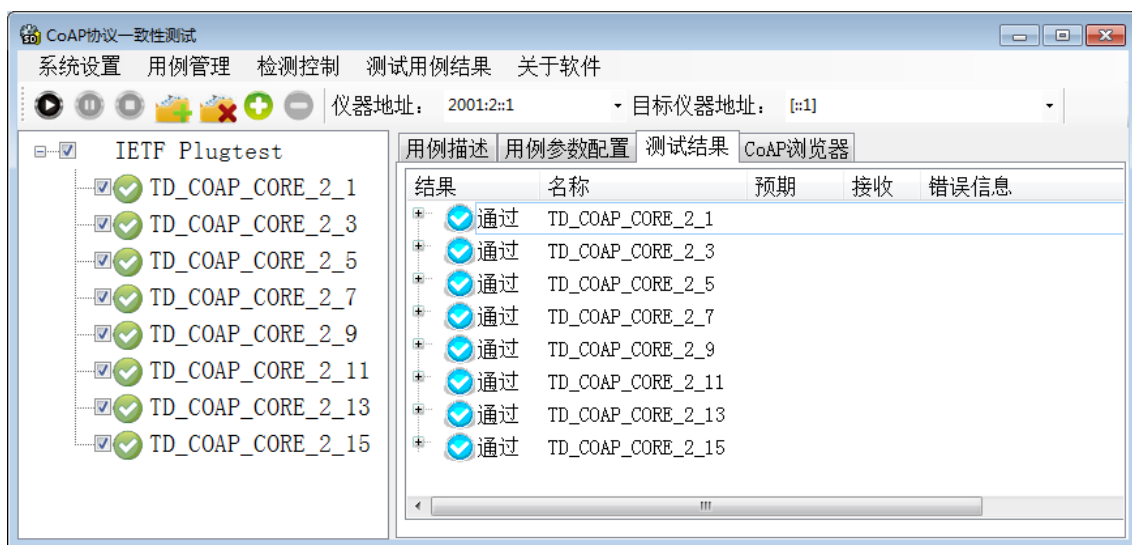 CoAP协议一致性测试
系统设置 用例管理 检测控制 测试用例结果 关于软件
仪器地址： 2001:2::1 目标仪器地址： [::1]
IETF Plugtest
TD_COAP_CORE_2_1
TD_COAP_CORE_2_3
TD_COAP_CORE_2_5
TD_COAP_CORE_2_7
TD_COAP_CORE_2_9
TD_COAP_CORE_2_11
TD_COAP_CORE_2_13
TD_COAP_CORE_2_15
用例描述 用例参数配置 测试结果 CoAP浏览器
结果 名称 预期 接收 错误信息
通过 TD_COAP_CORE_2_1
通过 TD_COAP_CORE_2_3
通过 TD_COAP_CORE_2_5
通过 TD_COAP_CORE_2_7
通过 TD_COAP_CORE_2_9
通过 TD_COAP_CORE_2_11
通过 TD_COAP_CORE_2_13
通过 TD_COAP_CORE_2_15